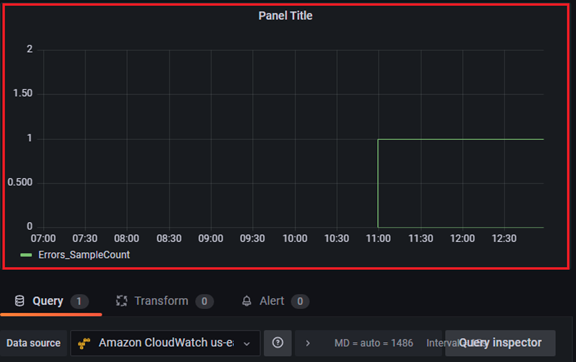 Panel Title
2
1.50
1
0.500
0
07:00 07:30 08:00 08:30 09:00 09:30 10:00 10:30 11:00 11:30 12:00 12:30
Errors_SampleCount
Query 1 Transform 0 Alert 0
Data source Amazon CloudWatch us-ea MD = auto = 1486 Interval Query inspector